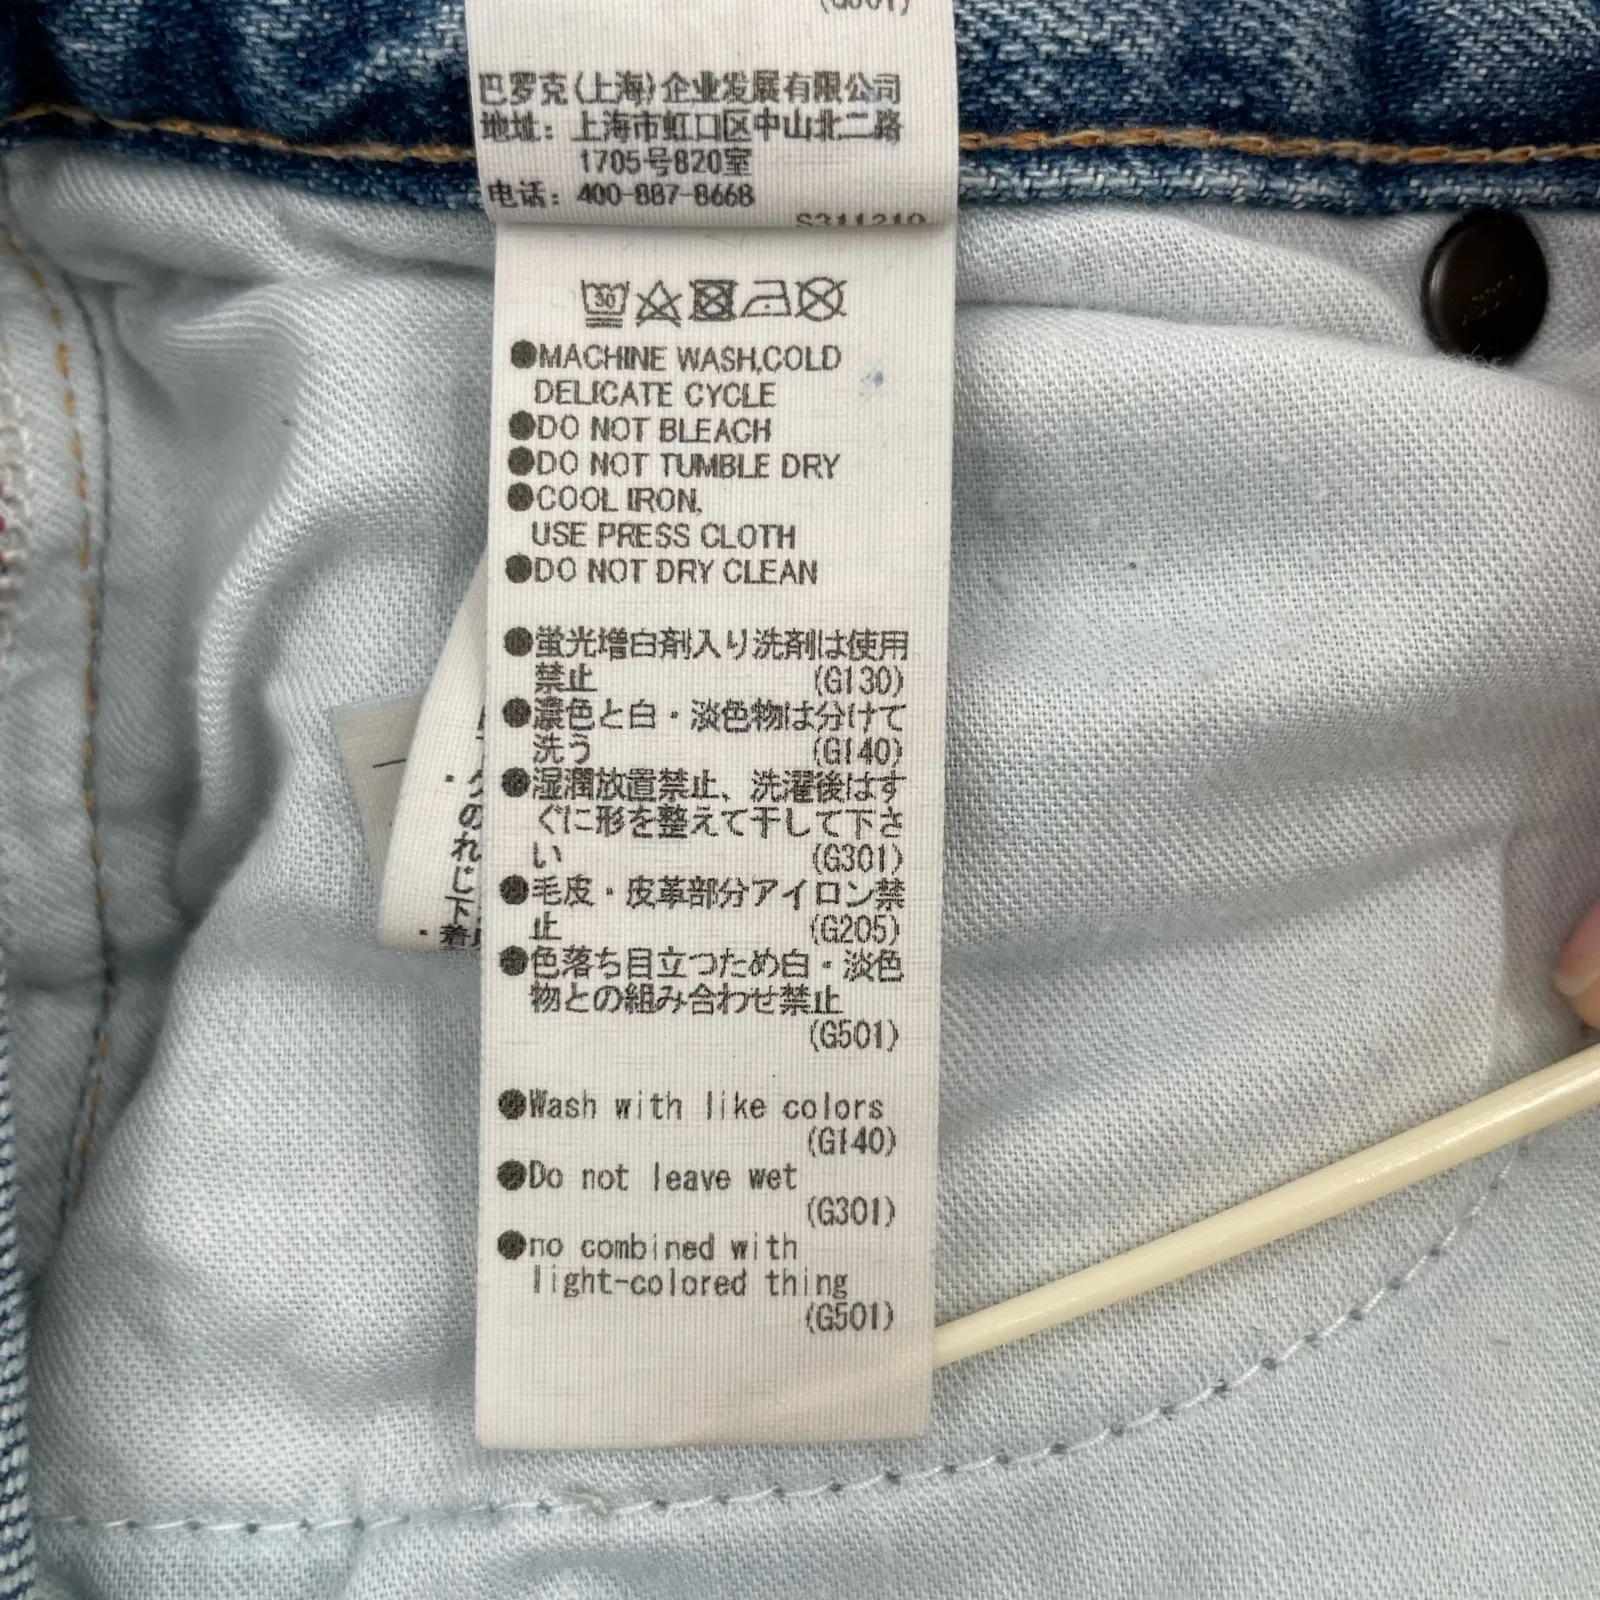 巴罗克(上海)企业发展有限公司
地址：上海市虹口区中山北二路
1705号820室
电话：400-887-8668
30
●MACHINE WASH,COLD
DELICATE CYCLE
●DO NOT BLEACH
●DO NOT TUMBLE DRY
●COOL IRON,
USE PRESS CLOTH
●DO NOT DRY CLEAN
●蛍光増白剤入り洗剤は使用
禁止 (G130)
●濃色と白・淡色物は分けて
洗う (G140)
●湿潤放置禁止、洗濯後はす
ぐに形を整えて干して下さ
い (G301)
●毛皮・皮革部分アイロン禁
止 (G205)
●色落ち目立つため白・淡色
物との組み合わせ禁止
(G501)
●Wash with like colors
(G140)
●Do not leave wet
(G301)
●no combined with
light-colored thing
(G501)